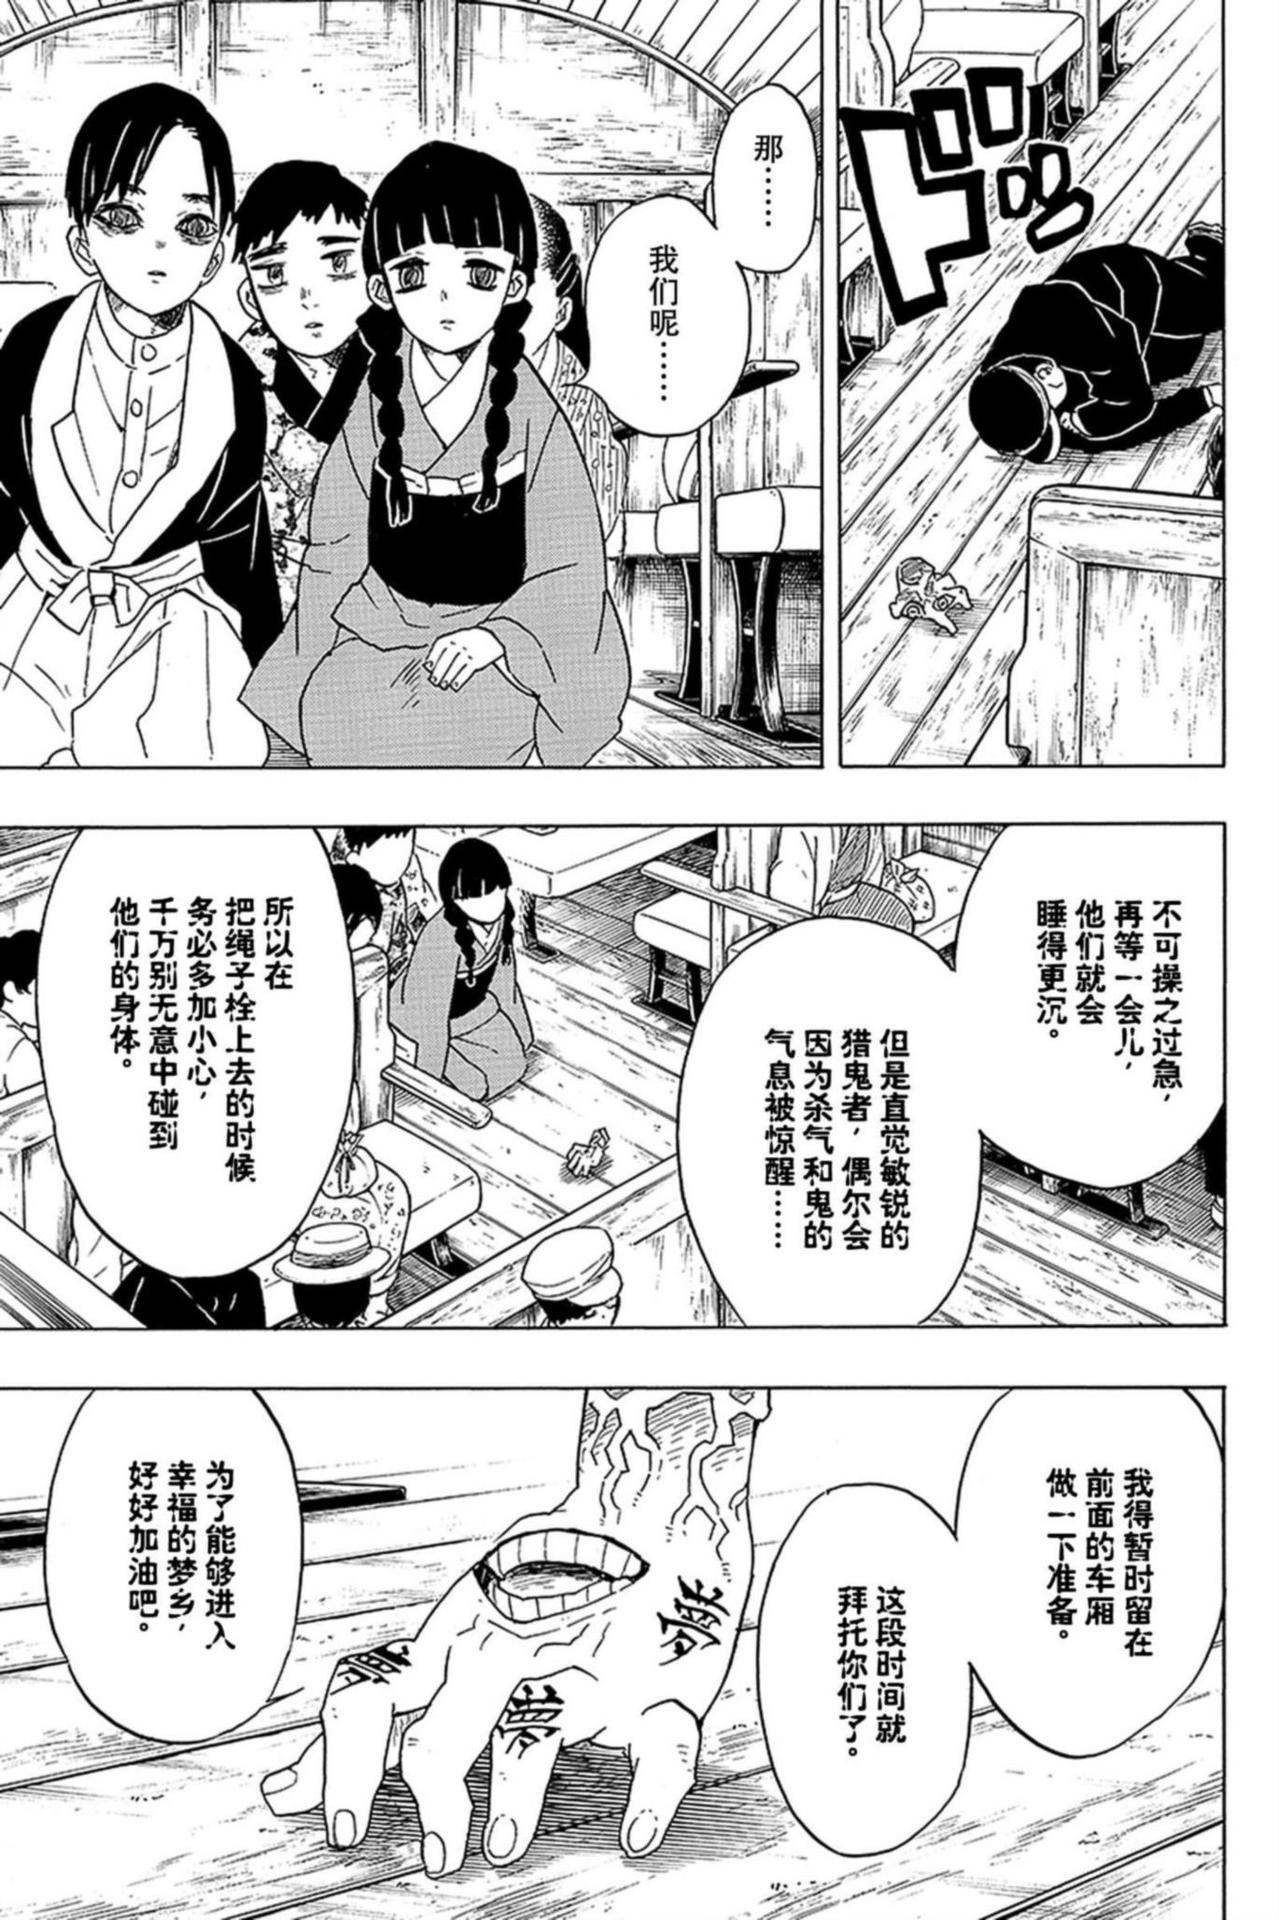 ドロロ
ゥ
那……
我们呢……
不可操之过急，
再等一会儿，
他们就会
睡得更沉。
但是直觉敏锐的
猎鬼者，偶尔会
因为杀气和鬼的
气息被惊醒……
所以在
把绳子栓上去的时候
务必多加小心，
千万别无意中碰到
他们的身体。
我得暂时留在
前面的车厢
做一下准备。
这段时间就
拜托你们了。
为了能够进入
幸福的梦乡，
好好加油吧。